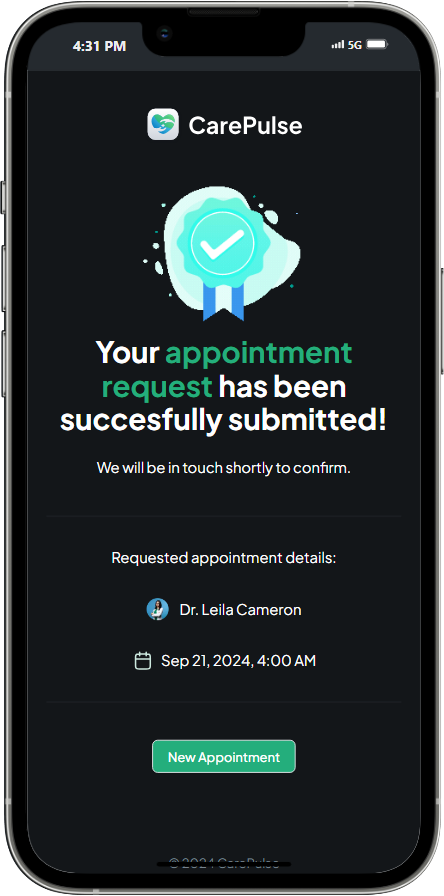 4:31 PM 5G
CarePulse
Your appointment
request has been
succesfully submitted!
We will be in touch shortly to confirm.
Requested appointment details:
Dr. Leila Cameron
Sep 21, 2024, 4:00 AM
New Appointment
© 2024 CarePulse